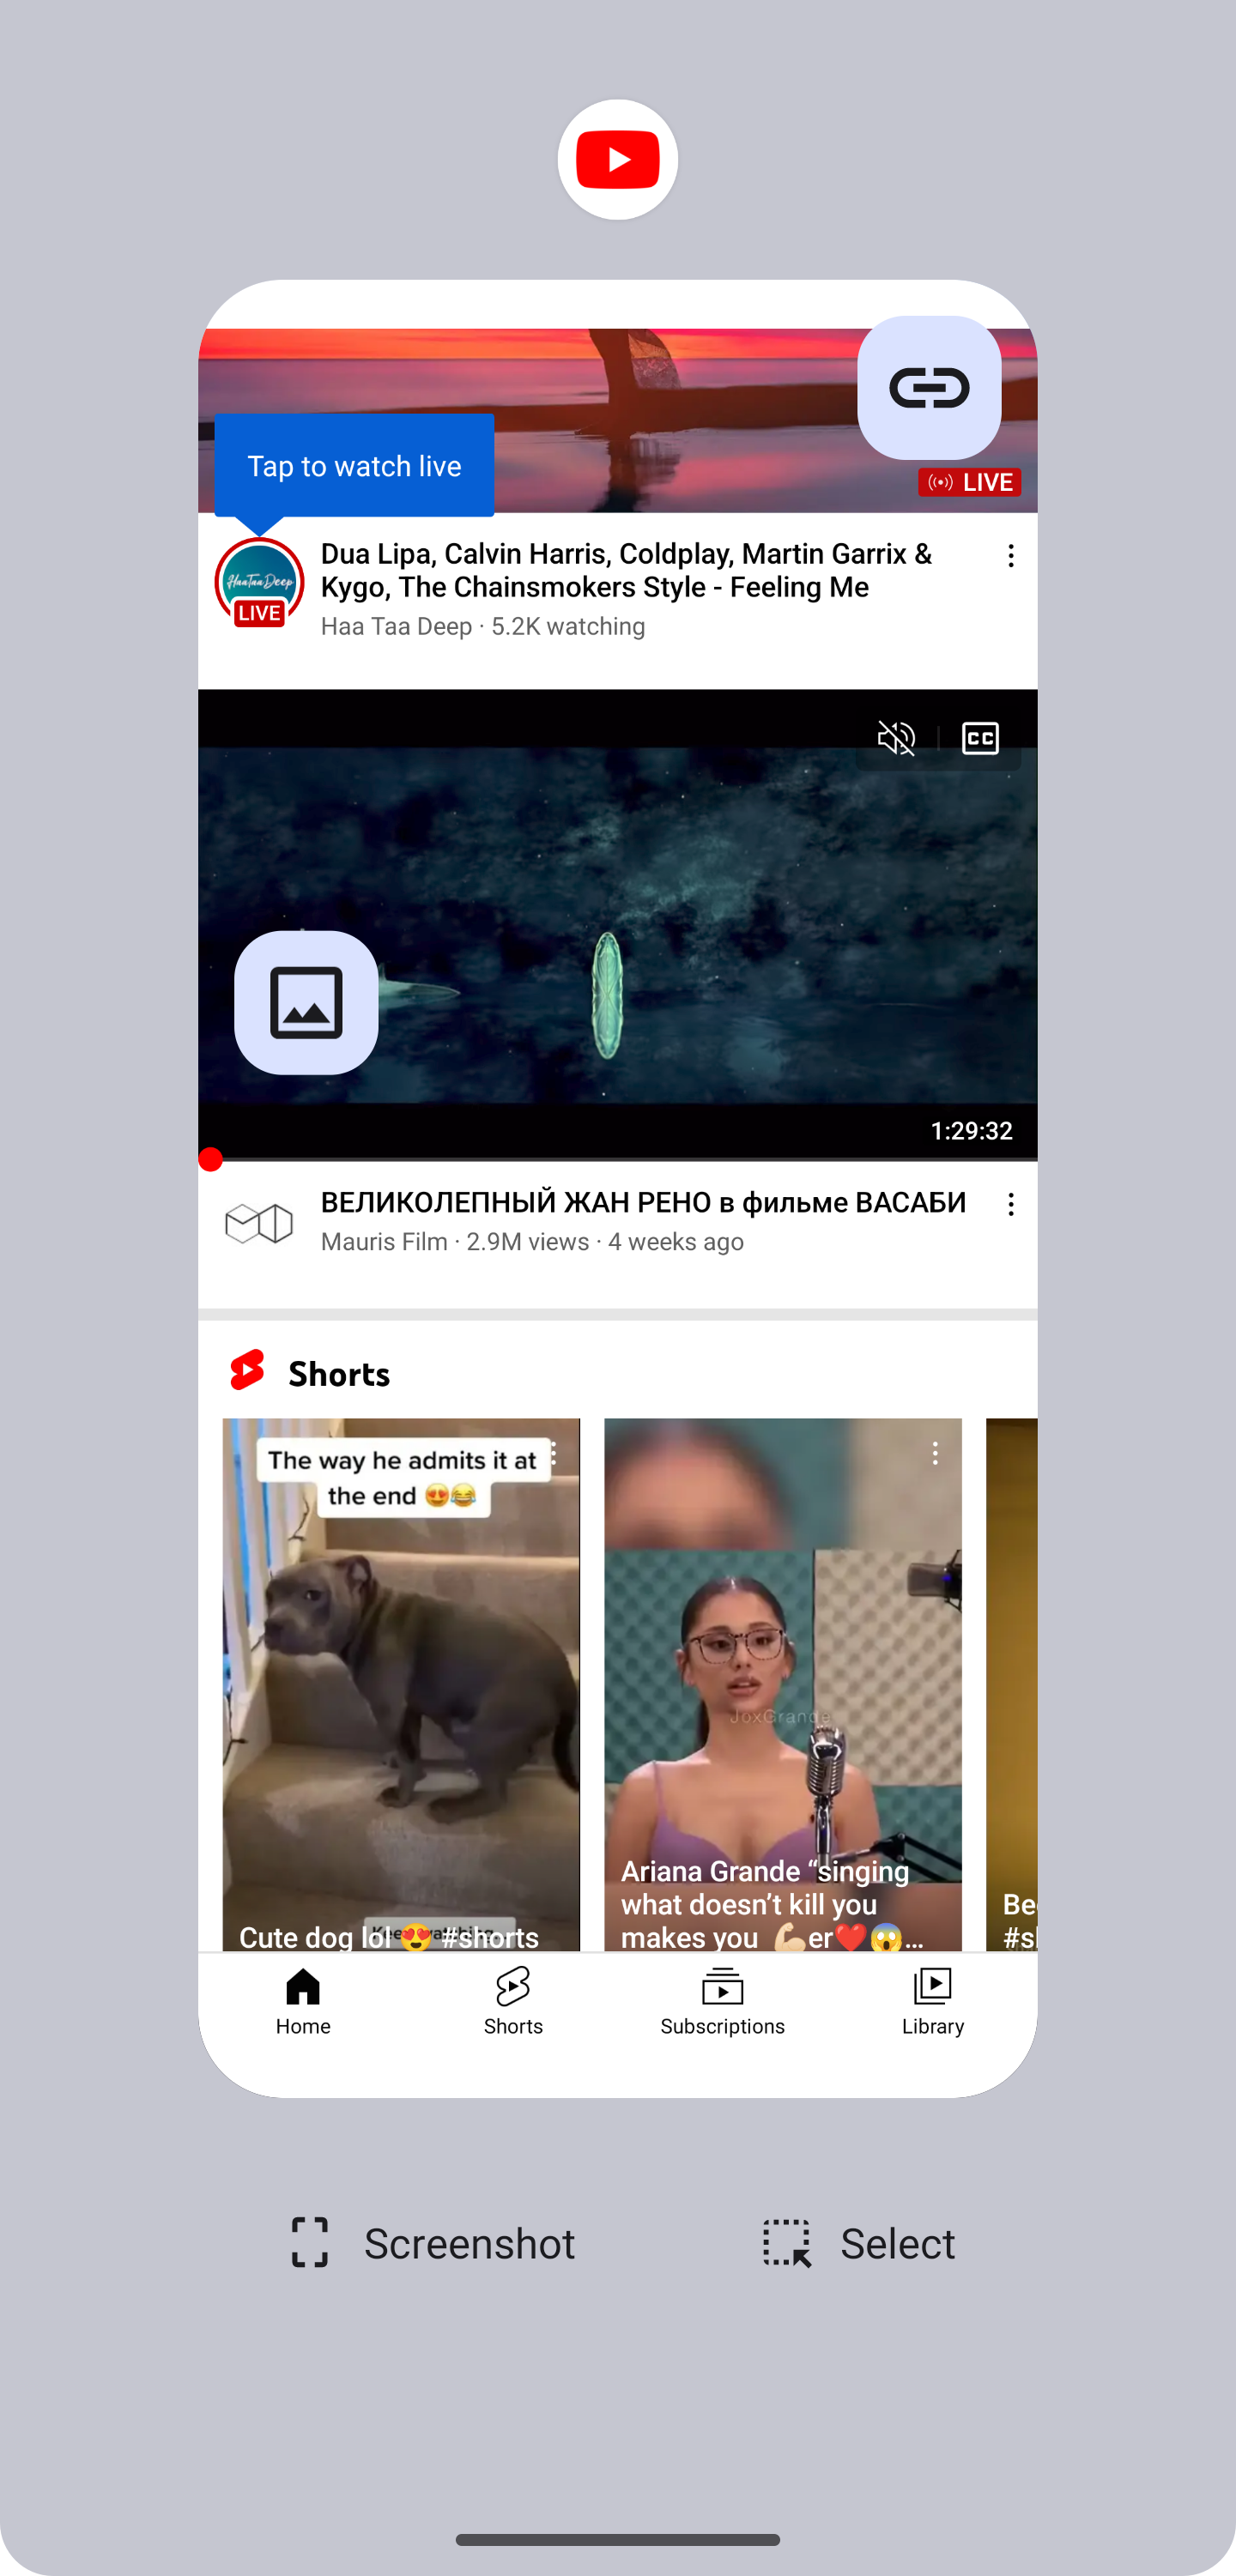 Tap to watch live
LIVE
HaaTaaDeep
LIVE
Dua Lipa, Calvin Harris, Coldplay, Martin Garrix &
Kygo, The Chainsmokers Style - Feeling Me
Haa Taa Deep · 5.2K watching
CC
1:29:32
ВЕЛИКОЛЕПНЫЙ ЖАН РЕНО в фильме ВАСАБИ
Mauris Film · 2.9M views · 4 weeks ago
Shorts
The way he admits it at
the end 😍😂
Cute dog lol 😍 #shorts
JoxGrande
Ariana Grande “singing
what doesn’t kill you
makes you 💪🏼er❤️😱…
Home
Shorts
Subscriptions
Library
Screenshot
Select